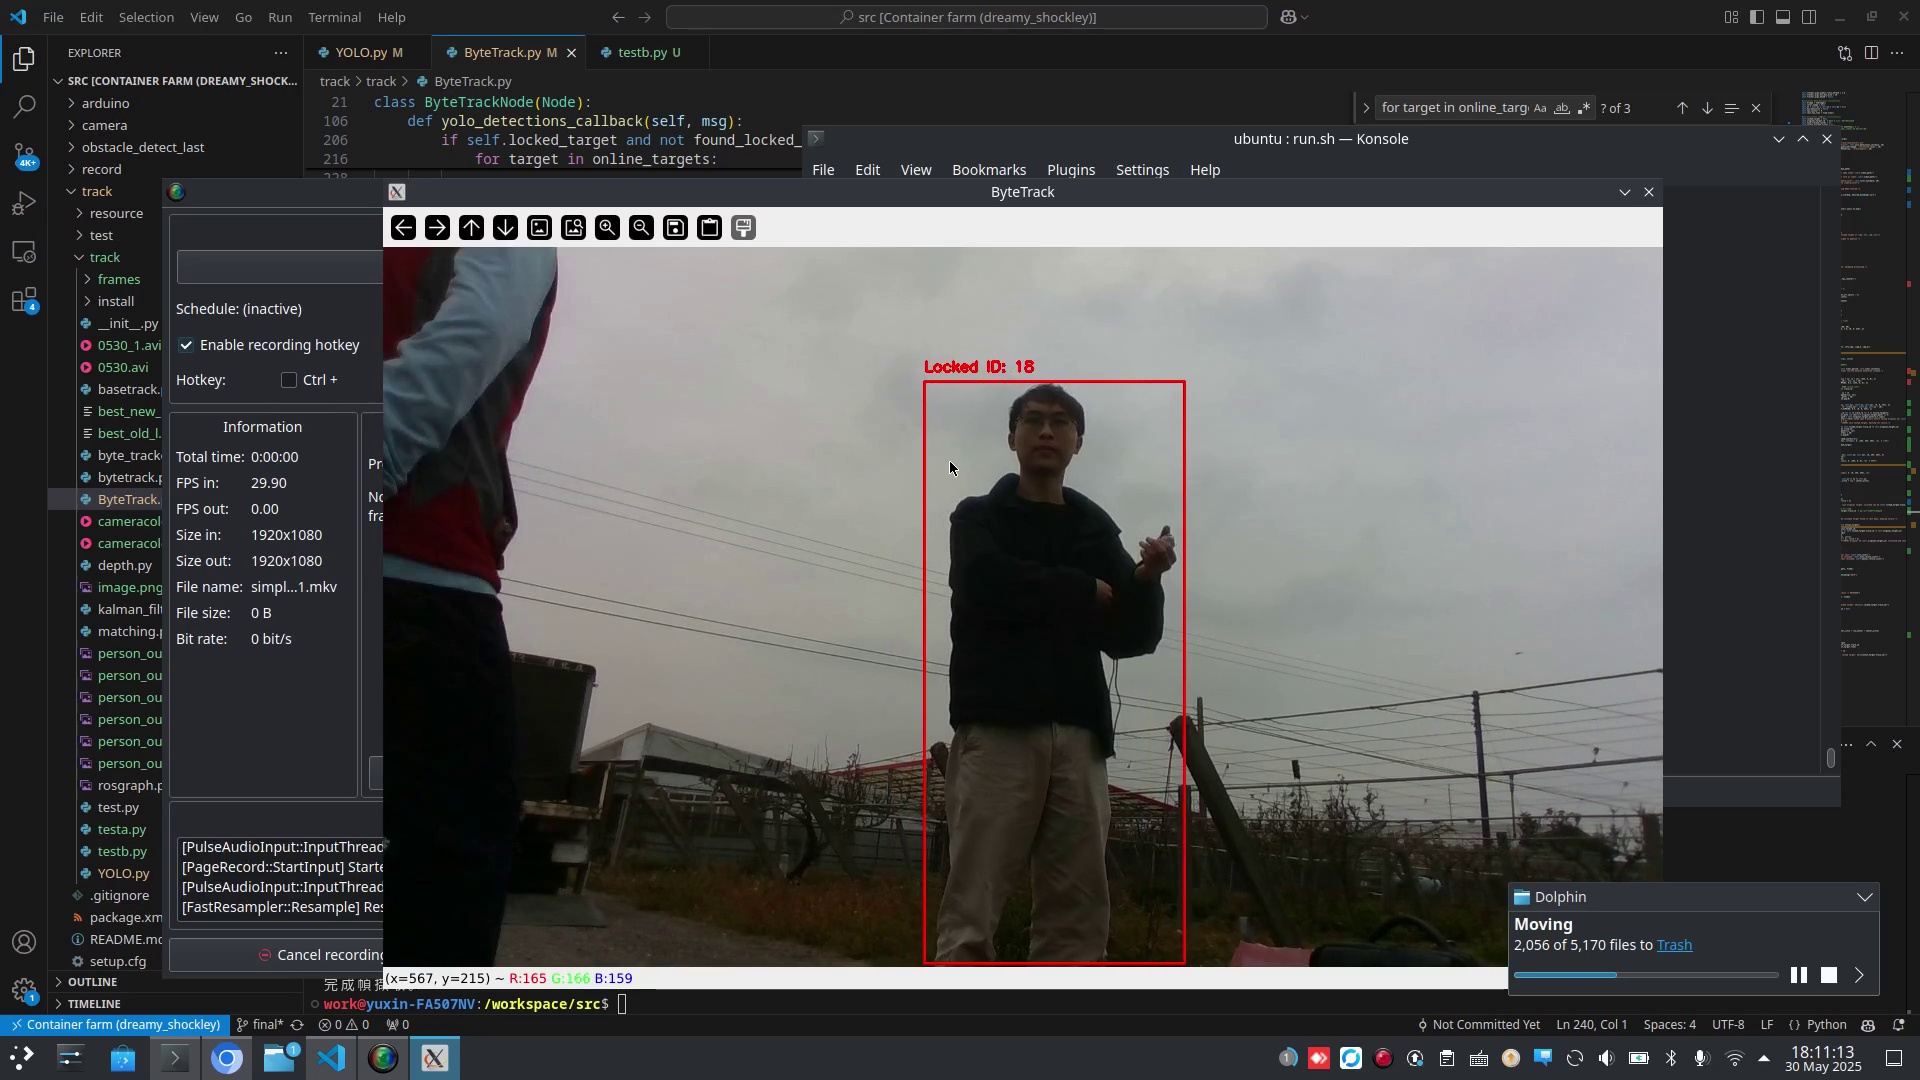 File Edit Selection View Go Run Terminal Help
src [Container farm (dreamy_shockley)]
EXPLORER
YOLO.py M
ByteTrack.py M
testb.py U
SRC [CONTAINER FARM (DREAMY_SHOCK...
track > track > ByteTrack.py
arduino
21 class ByteTrackNode(Node):
for target in online_targ
Aa ab ? of 3
camera
106 def yolo_detections_callback(self, msg):
obstacle_detect_last
206 if self.locked_target and not found_locked_
ubuntu : run.sh — Konsole
4K+
record
216 for target in online_targets:
File Edit View Bookmarks Plugins Settings Help
track
ByteTrack
resource
test
track
frames
install
__init__.py
0530_1.avi
0530.avi
basetrack.
best_new_
best_old_l.
byte_track
bytetrack.p
ByteTrack.
cameracol
cameracol
depth.py
image.png
kalman_filt
matching.p
person_ou
person_ou
person_ou
person_ou
person_ou
person_ou
rosgraph.p
test.py
testa.py
testb.py
YOLO.py
.gitignore
package.xm
README.md
setup.cfg
OUTLINE
TIMELINE
4
1
Schedule: (inactive)
Enable recording hotkey
Hotkey: Ctrl +
Information
Total time: 0:00:00
FPS in: 29.90
FPS out: 0.00
Size in: 1920x1080
Size out: 1920x1080
File name: simpl...1.mkv
File size: 0 B
Bit rate: 0 bit/s
Pr
No
fra
[PulseAudioInput::InputThread
[PageRecord::StartInput] Starte
[PulseAudioInput::InputThread
[FastResampler::Resample] Res
Cancel recording
Locked ID: 18
(x=567, y=215) ~ R:165 G:166 B:159
Dolphin
Moving
2,056 of 5,170 files to Trash
work@yuxin-FA507NV:/workspace/src$
Container farm (dreamy_shockley) final* 0 0 0
Not Committed Yet Ln 240, Col 1 Spaces: 4 UTF-8 LF {} Python
1
1
18:11:13
30 May 2025